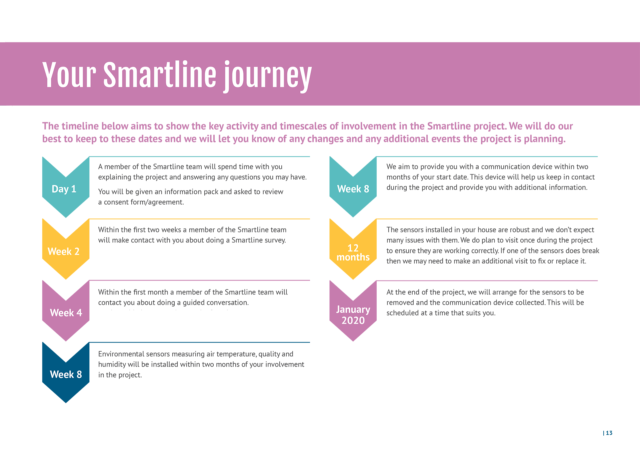 Your Smartline journey
The timeline below aims to show the key activity and timescales of involvement in the Smartline project. We will do our
best to keep to these dates and we will let you know of any changes and any additional events the project is planning.
Day 1
A member of the Smartline team will spend time with you
explaining the project and answering any questions you may have.
You will be given an information pack and asked to review
a consent form/agreement.
Week 2
Within the first two weeks a member of the Smartline team
will make contact with you about doing a Smartline survey.
Week 4
Within the first month a member of the Smartline team will
contact you about doing a guided conversation.
Week 8
Environmental sensors measuring air temperature, quality and
humidity will be installed within two months of your involvement
in the project.
Week 8
We aim to provide you with a communication device within two
months of your start date. This device will help us keep in contact
during the project and provide you with additional information.
12
months
The sensors installed in your house are robust and we don't expect
many issues with them. We do plan to visit once during the project
to ensure they are working correctly. If one of the sensors does break
then we may need to make an additional visit to fix or replace it.
January
2020
At the end of the project, we will arrange for the sensors to be
removed and the communication device collected. This will be
scheduled at a time that suits you.
| 13